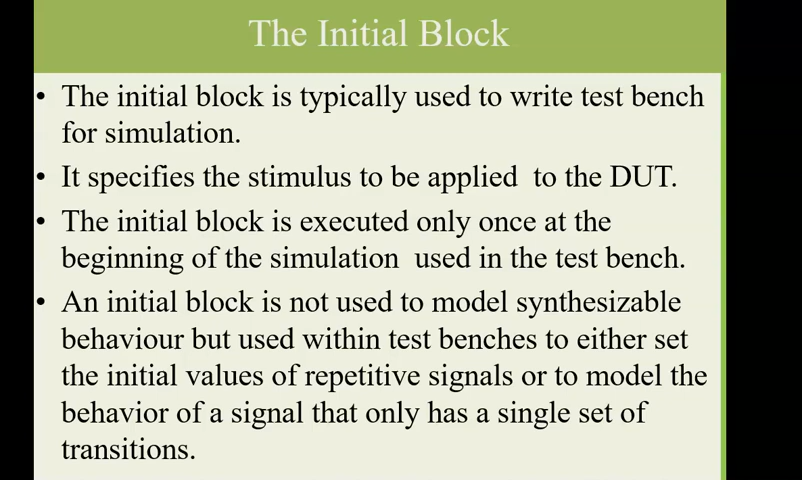 The Initial Block
• The initial block is typically used to write test bench
for simulation.
• It specifies the stimulus to be applied to the DUT.
• The initial block is executed only once at the
beginning of the simulation used in the test bench.
• An initial block is not used to model synthesizable
behaviour but used within test benches to either set
the initial values of repetitive signals or to model the
behavior of a signal that only has a single set of
transitions.